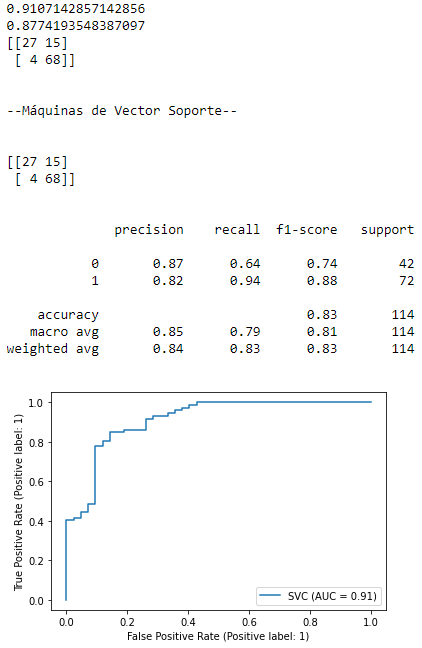 0.9107142857142856
0.8774193548387097
[[27 15]
 [ 4 68]]
--Máquinas de Vector Soporte--
[[27 15]
 [ 4 68]]
precision recall f1-score support
0 0.87 0.64 0.74 42
1 0.82 0.94 0.88 72
accuracy 0.83 114
macro avg 0.85 0.79 0.81 114
weighted avg 0.84 0.83 0.83 114
1.0
0.8
0.6
0.4
0.2
0.0
True Positive Rate (Positive label: 1)
SVC (AUC = 0.91)
0.0 0.2 0.4 0.6 0.8 1.0
False Positive Rate (Positive label: 1)